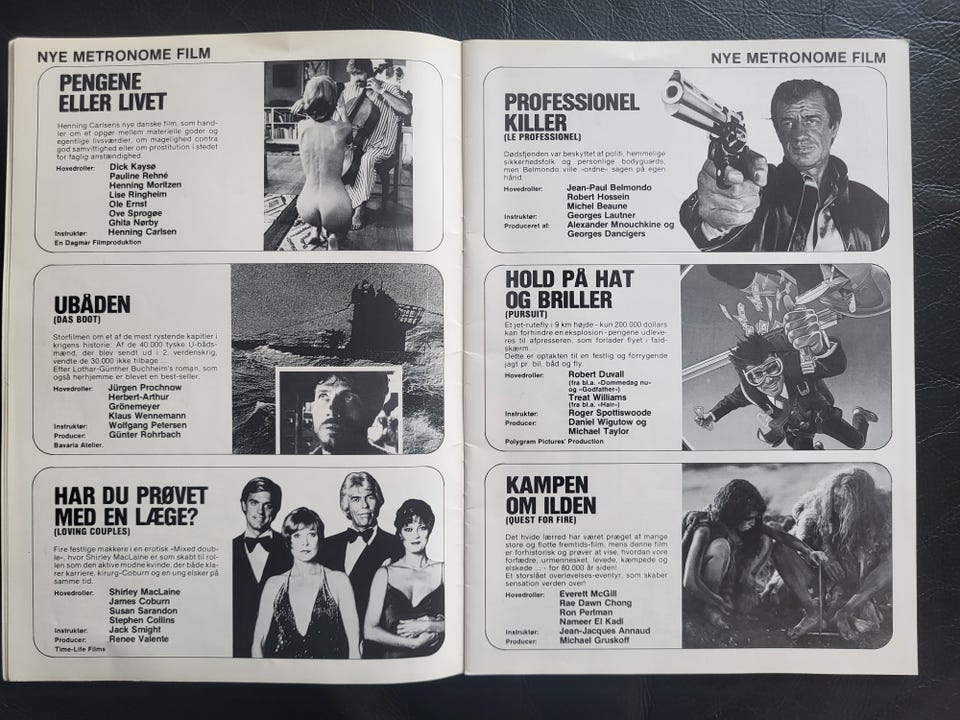 NYE METRONOME FILM
PENGENE
ELLER LIVET
Henning Carlsens nye danske film, som hand-
ler om et opgør mellem materielle goder og
egentlige livsværdier, om magelighed contra
god samvittighed eller om prostitution i stedet
for faglig anstændighed.
Hovedroller: Dick Kaysø
Pauline Rehné
Henning Moritzen
Lise Ringheim
Ole Ernst
Ove Sprogøe
Ghita Nørby
Instruktør: Henning Carlsen
En Dagmar Filmproduktion
UBÅDEN
(DAS BOOT)
Storfilmen om et af de mest rystende kapitler i
krigens historie: Af de 40.000 tyske U-båds-
mænd, der blev sendt ud i 2. verdenskrig,
vendte de 30.000 ikke tilbage ...
Efter Lothar-Günther Buchheim's roman, som
også herhjemme er blevet en best-seller.
Hovedroller: Jürgen Prochnow
Herbert-Arthur
Grönemeyer
Klaus Wennemann
Instruktør: Wolfgang Petersen
Producer: Günter Rohrbach
Bavaria Atelier.
HAR DU PRØVET
MED EN LÆGE?
(LOVING COUPLES)
Fire festlige makkere i en erotisk »Mixed doub-
le«, hvor Shirley MacLaine er som skabt til rol-
len som den aktive modne kvinde, der både kla-
rer karriere, kirurg-Coburn og en ung elsker på
samme tid.
Hovedroller: Shirley MacLaine
James Coburn
Susan Sarandon
Stephen Collins
Instruktør: Jack Smight
Producer: Renee Valente
Time-Life Films
NYE METRONOME FILM
PROFESSIONEL
KILLER
(LE PROFESSIONEL)
Dødsfjenden var beskyttet af politi, hemmelige
sikkerhedsfolk og personlige bodyguards,
men Belmondo ville »ordne« sagen på egen
hånd.
Hovedroller: Jean-Paul Belmondo
Robert Hossein
Michel Beaune
Instruktør: Georges Lautner
Produceret af: Alexander Mnouchkine og
Georges Dancigers
HOLD PÅ HAT
OG BRILLER
(PURSUIT)
Et jet-rutefly i 9 km højde - kun 200.000 dollars
kan forhindre en eksplosion - pengene udleve-
res til afpresseren, som forlader flyet i fald-
skærm.
Dette er optakten til en festlig og forrygende
jagt pr. bil, båd og fly.
Hovedroller: Robert Duvall
(fra bl.a. »Dommedag nu«
og »Godfather«)
Treat Williams
(fra bl.a. »Hair«)
Instruktør: Roger Spottiswoode
Producer: Daniel Wigutow og
Michael Taylor
Polygram Pictures' Production
KAMPEN
OM ILDEN
(QUEST FOR FIRE)
Det hvide lærred har været præget af mange
store og flotte fremtids-film, mens denne film
er forhistorisk og prøver at vise, hvordan vore
forfædre, urmennesket, levede, kæmpede og
elskede ... - for 80.000 år siden!
Et storslået overlevelses-eventyr, som skaber
sensation verden over!
Hovedroller: Everett McGill
Rae Dawn Chong
Ron Perlman
Nameer El Kadi
Instruktør: Jean-Jacques Annaud
Producer: Michael Gruskoff